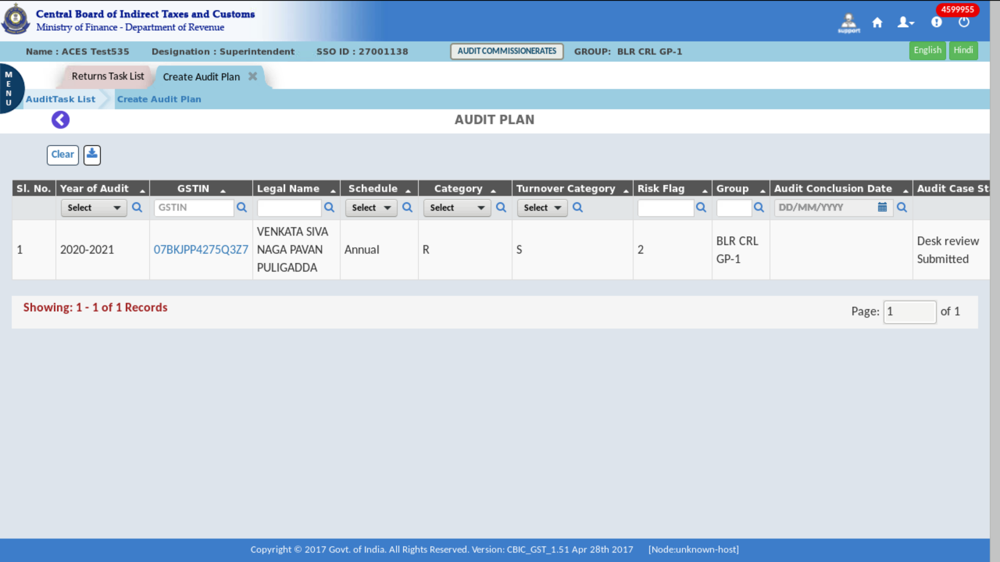 Central Board of Indirect Taxes and Customs
Ministry of Finance - Department of Revenue
support
4599955
Name : ACES Test535 Designation : Superintendent SSO ID : 27001138 AUDIT COMMISSIONERATES GROUP: BLR CRL GP-1 English Hindi
MENU
Returns Task List Create Audit Plan
AuditTask List Create Audit Plan
AUDIT PLAN
Clear
Sl. No. Year of Audit GSTIN Legal Name Schedule Category Turnover Category Risk Flag Group Audit Conclusion Date Audit Case St
Select GSTIN Select Select Select DD/MM/YYYY
1 2020-2021 07BKJPP4275Q3Z7 VENKATA SIVA NAGA PAVAN PULIGADDA Annual R S 2 BLR CRL GP-1 Desk review Submitted
Showing: 1 - 1 of 1 Records Page: 1 of 1
Copyright © 2017 Govt. of India. All Rights Reserved. Version: CBIC_GST_1.51 Apr 28th 2017 [Node:unknown-host]